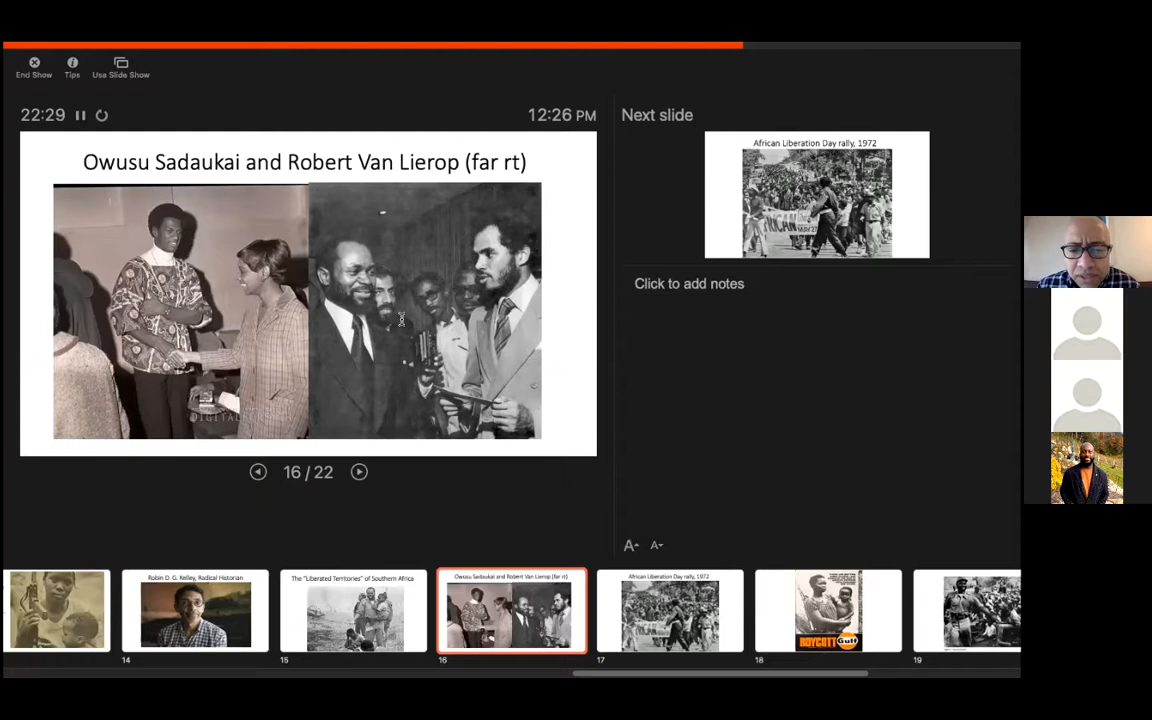 End Show
Tips
Use Slide Show
22:29
12:26 PM
Next slide
Owusu Sadaukai and Robert Van Lierop (far rt)
DIGITAL
African Liberation Day rally, 1972
Click to add notes
16 / 22
Robin D. G. Kelley, Radical Historian
The "Liberated Territories" of Southern Africa
Owusu Sadaukai and Robert Van Lierop (far rt)
African Liberation Day rally, 1972
BOYCOTT Gulf
14
15
16
17
18
19